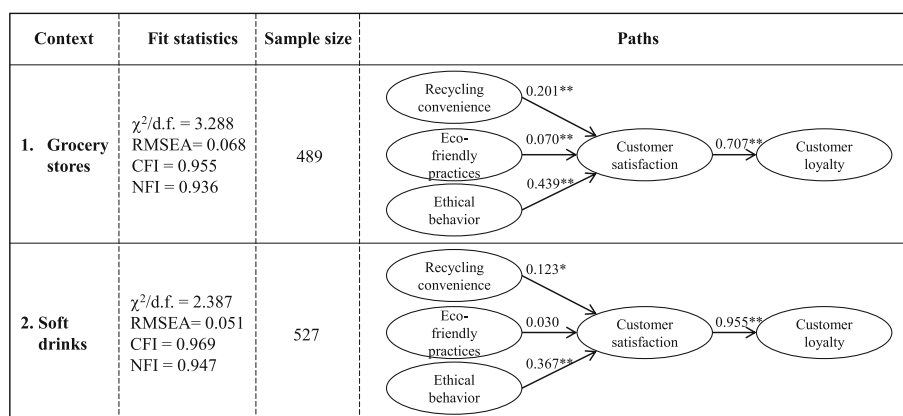 Context
Fit statistics
Sample size
Paths
1. Grocery
stores
χ²/d.f. = 3.288
RMSEA= 0.068
CFI = 0.955
NFI = 0.936
489
Recycling
convenience
0.201**
Eco-
friendly
practices
0.070**
Ethical
behavior
0.439**
Customer
satisfaction
0.707**
Customer
loyalty
2. Soft
drinks
χ²/d.f. = 2.387
RMSEA= 0.051
CFI = 0.969
NFI = 0.947
527
Recycling
convenience
0.123*
Eco-
friendly
practices
0.030
Ethical
behavior
0.367**
Customer
satisfaction
0.955**
Customer
loyalty